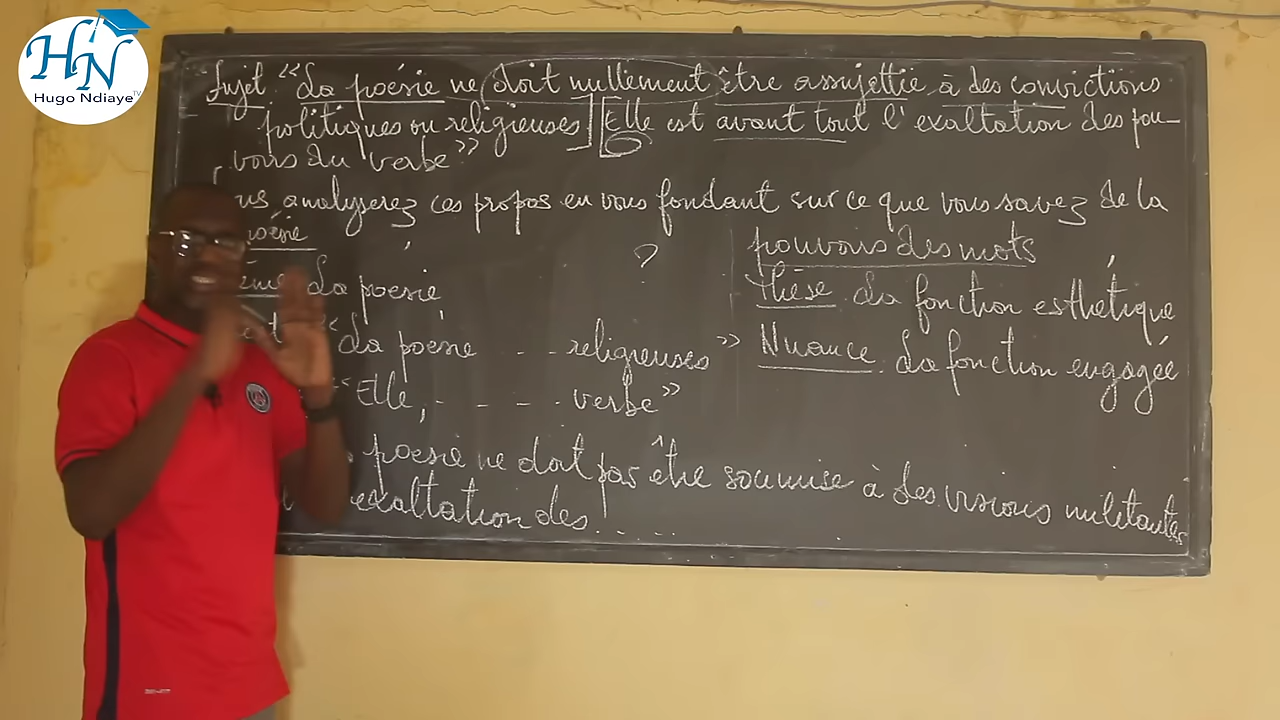 HN
Hugo Ndiaye TV
Sujet "La poésie ne doit nullement être assujettie à des convictions
politiques ou religieuses] [Elle est avant tout l'exaltation des pou-
voirs du verbe"
analyserez ces propos en vous fondant sur ce que vous savez de la
poésie
? pouvoirs des mots
La poésie
Thèse La fonction esthétique
"La poésie - - religieuses" Nuance. La fonction engagée
"Elle, - - - - verbe"
poésie ne doit pas être soumise à des visions militantes
exaltation des . . . . .